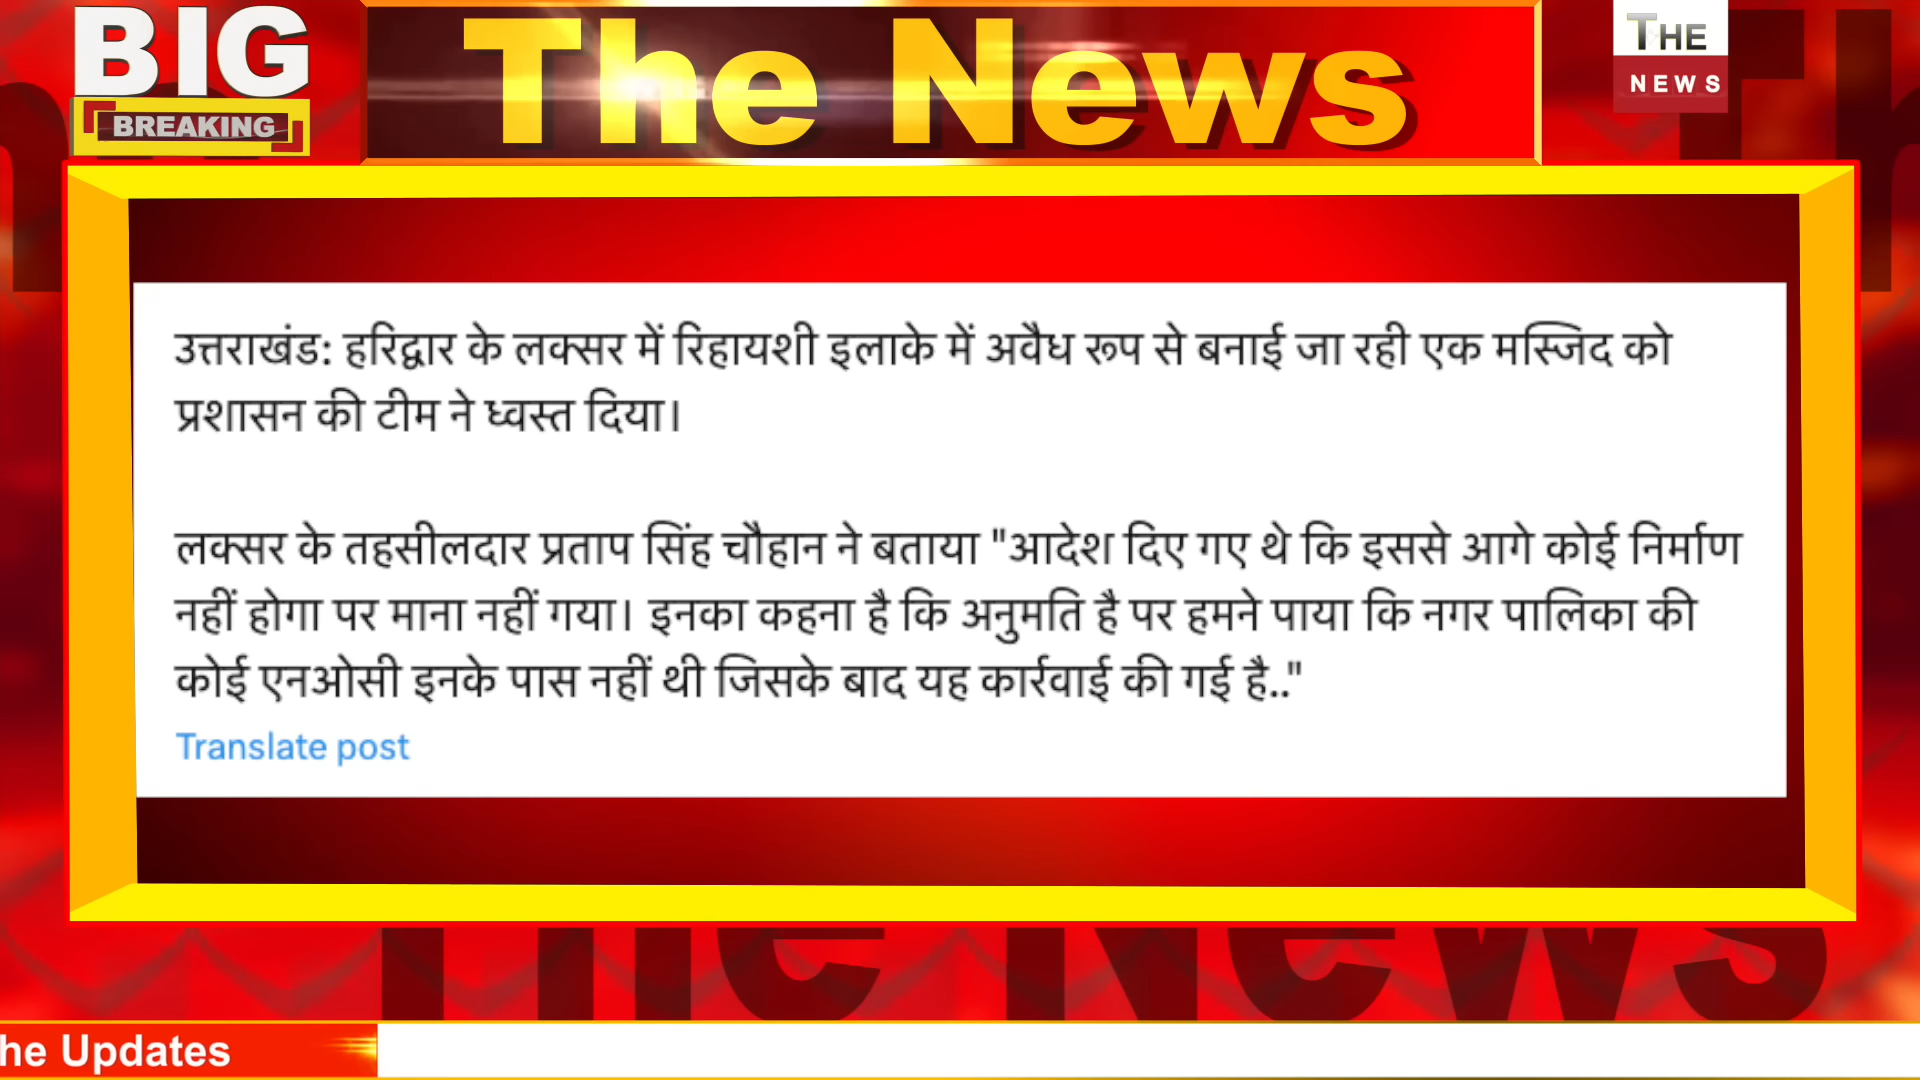 BIG
BREAKING
The News
THE
NEWS
उत्तराखंड: हरिद्वार के लक्सर में रिहायशी इलाके में अवैध रूप से बनाई जा रही एक मस्जिद को
प्रशासन की टीम ने ध्वस्त दिया।
लक्सर के तहसीलदार प्रताप सिंह चौहान ने बताया "आदेश दिए गए थे कि इससे आगे कोई निर्माण
नहीं होगा पर माना नहीं गया। इनका कहना है कि अनुमति है पर हमने पाया कि नगर पालिका की
कोई एनओसी इनके पास नहीं थी जिसके बाद यह कार्रवाई की गई है.."
Translate post
The News
he Updates